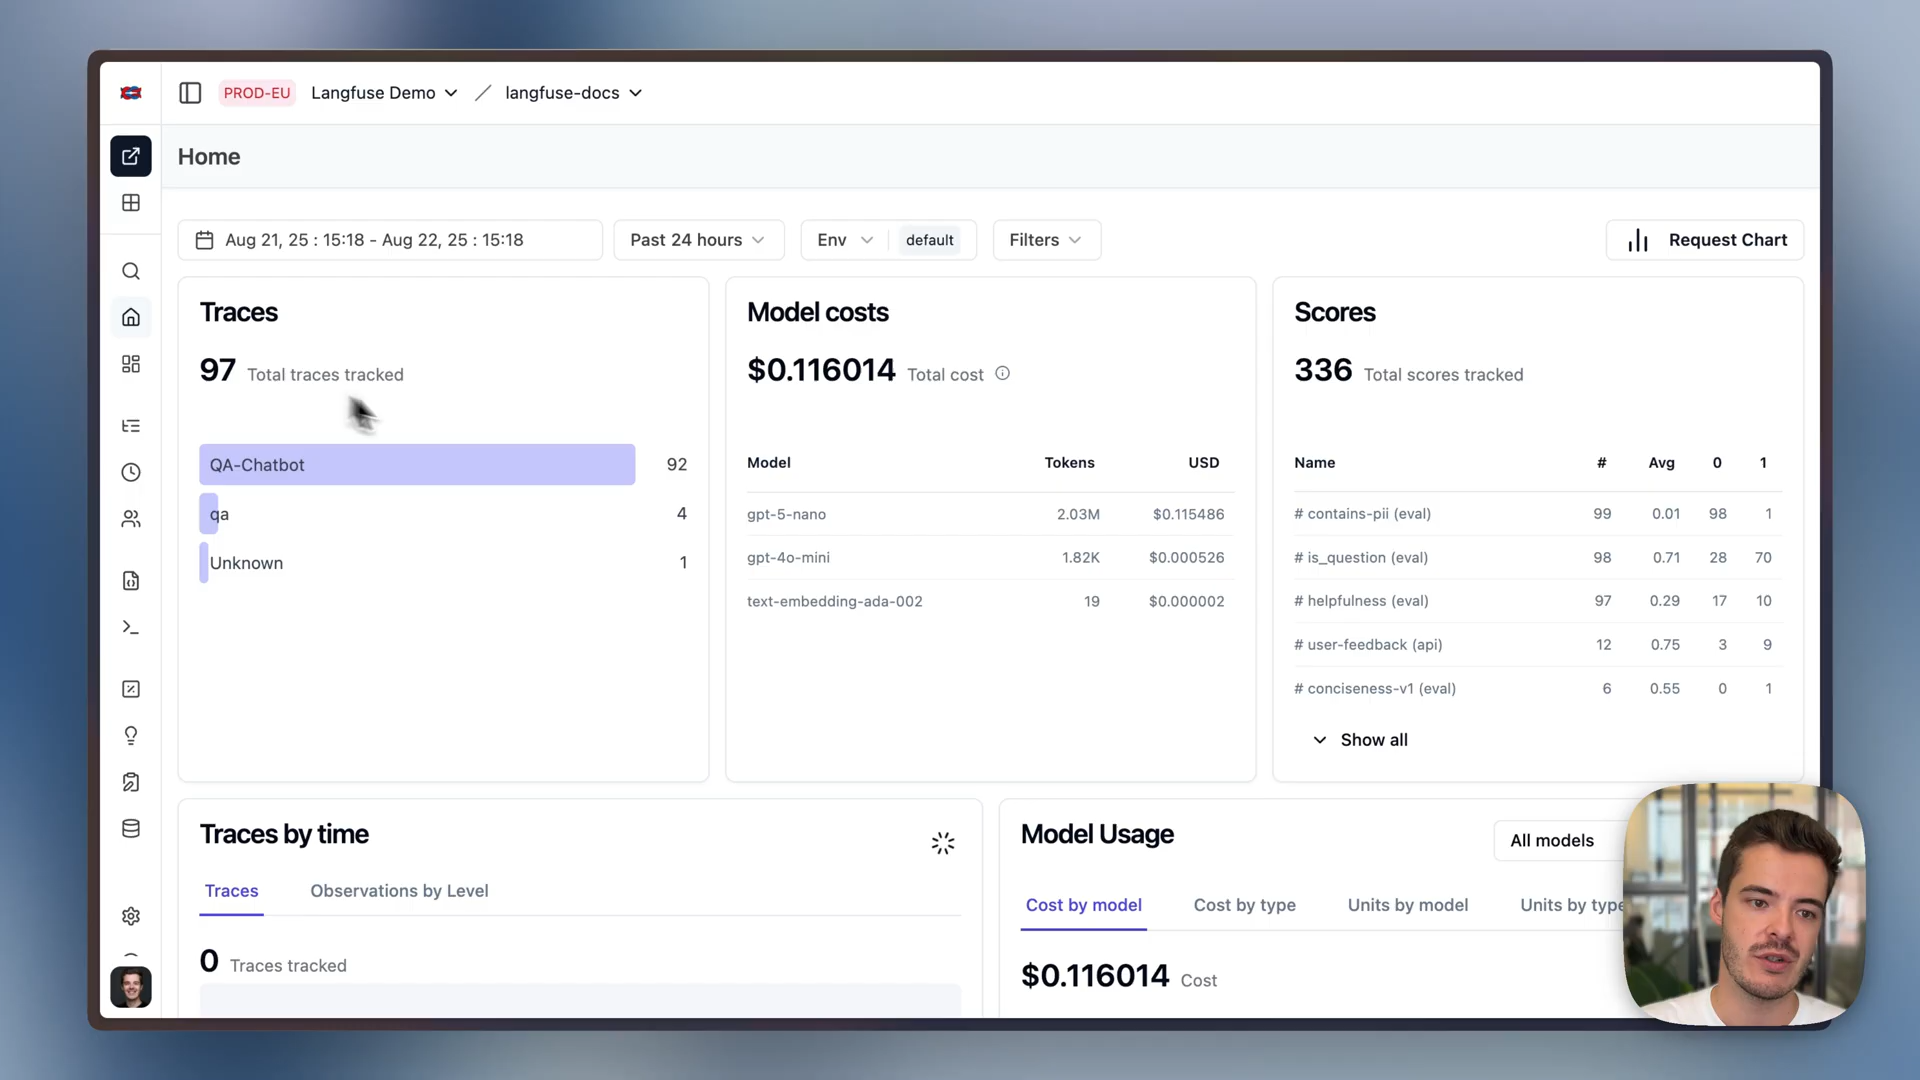 PROD-EU Langfuse Demo langfuse-docs
Home
Aug 21, 25 : 15:18 - Aug 22, 25 : 15:18 Past 24 hours Env default Filters Request Chart
Traces
97 Total traces tracked
QA-Chatbot 92
qa 4
Unknown 1
Model costs
$0.116014 Total cost
Model Tokens USD
gpt-5-nano 2.03M $0.115486
gpt-4o-mini 1.82K $0.000526
text-embedding-ada-002 19 $0.000002
Scores
336 Total scores tracked
Name # Avg 0 1
# contains-pii (eval) 99 0.01 98 1
# is_question (eval) 98 0.71 28 70
# helpfulness (eval) 97 0.29 17 10
# user-feedback (api) 12 0.75 3 9
# conciseness-v1 (eval) 6 0.55 0 1
Show all
Traces by time
Traces Observations by Level
0 Traces tracked
Model Usage All models
Cost by model Cost by type Units by model Units by type
$0.116014 Cost